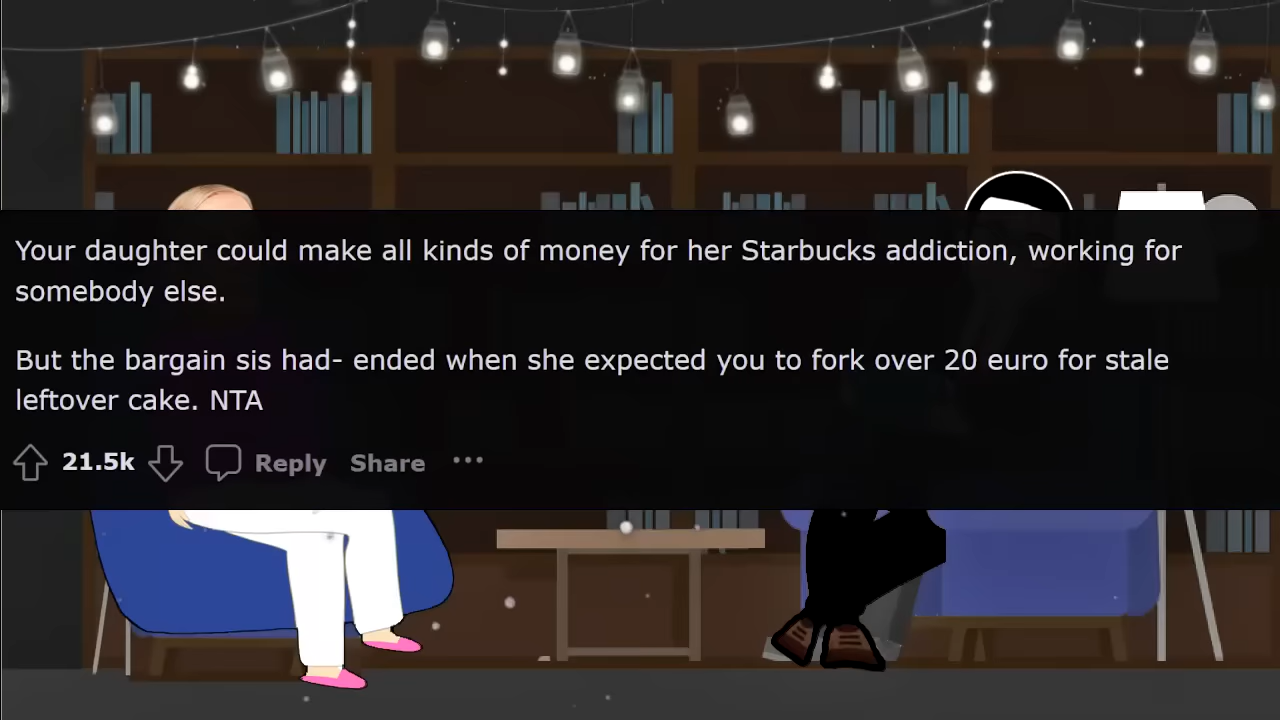 Your daughter could make all kinds of money for her Starbucks addiction, working for
somebody else.
But the bargain sis had- ended when she expected you to fork over 20 euro for stale
leftover cake. NTA
21.5k Reply Share